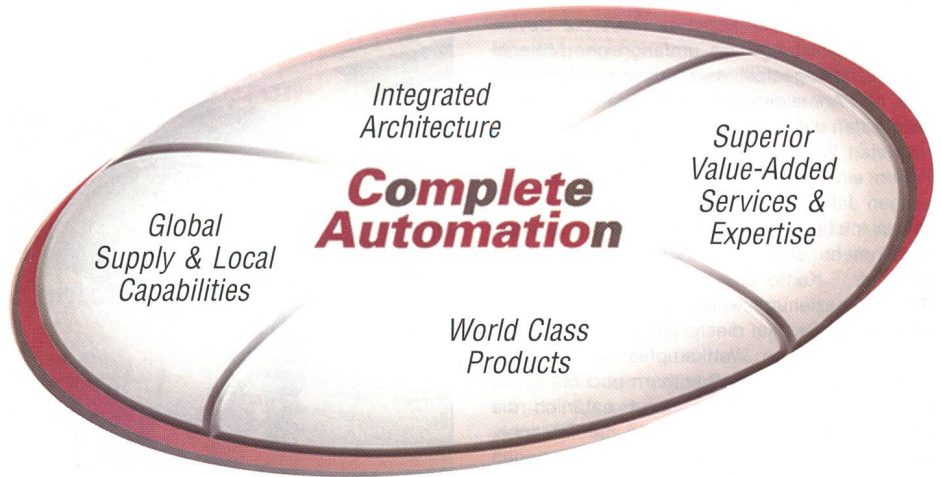 Integrated
Architecture
Superior
Value-Added
Services &
Expertise
Complete
Automation
Global
Supply & Local
Capabilities
World Class
Products